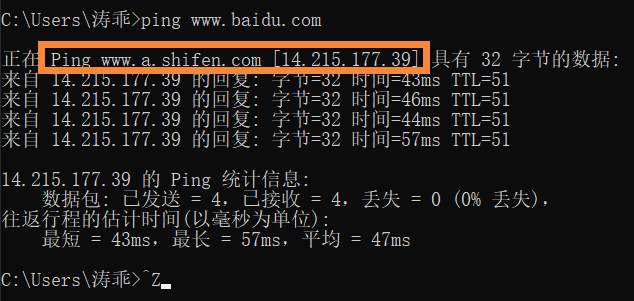 C:\Users\涛乖>ping www.baidu.com
正在 Ping www.a.shifen.com [14.215.177.39] 具有 32 字节的数据:
来自 14.215.177.39 的回复: 字节=32 时间=43ms TTL=51
来自 14.215.177.39 的回复: 字节=32 时间=46ms TTL=51
来自 14.215.177.39 的回复: 字节=32 时间=44ms TTL=51
来自 14.215.177.39 的回复: 字节=32 时间=57ms TTL=51
14.215.177.39 的 Ping 统计信息:
数据包: 已发送 = 4，已接收 = 4，丢失 = 0 (0% 丢失)，
往返行程的估计时间(以毫秒为单位):
最短 = 43ms，最长 = 57ms，平均 = 47ms
C:\Users\涛乖>^Z